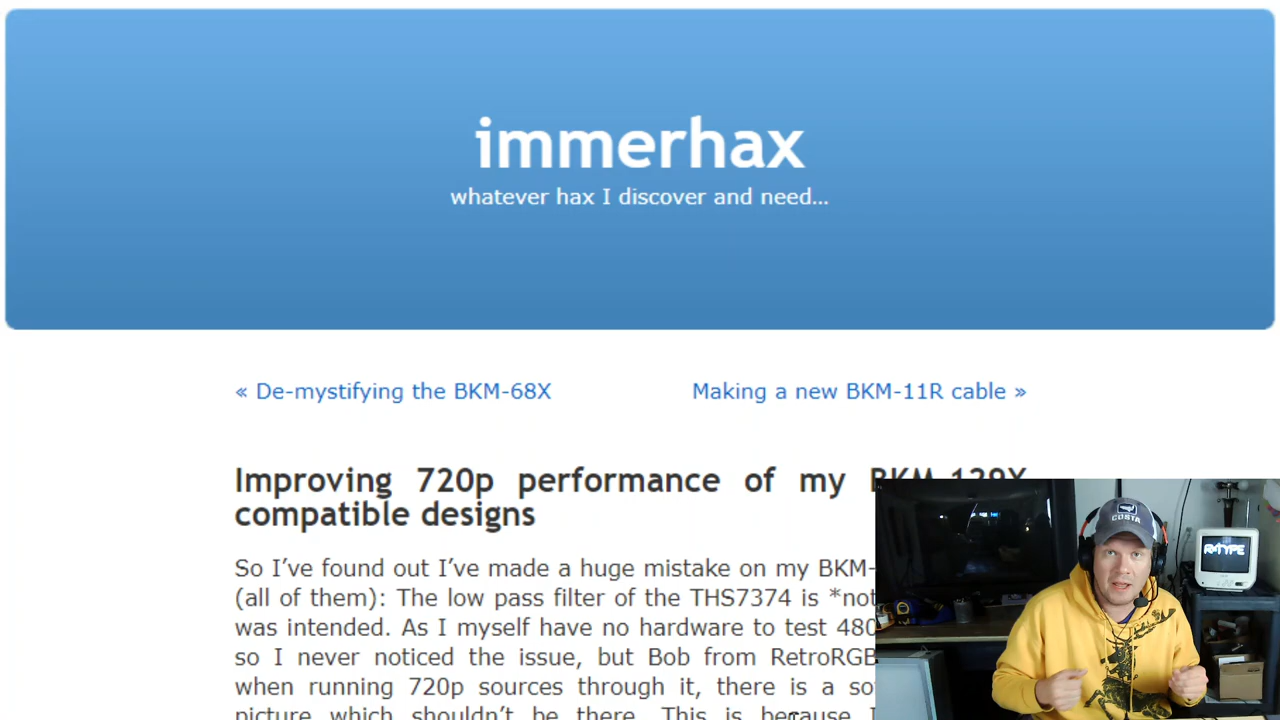 immerhax
whatever hax I discover and need...
« De-mystifying the BKM-68X
Making a new BKM-11R cable »
Improving 720p performance of my BKM-129X
compatible designs
So I’ve found out I’ve made a huge mistake on my BKM-
(all of them): The low pass filter of the THS7374 is *not
was intended. As I myself have no hardware to test 480
so I never noticed the issue, but Bob from RetroRGB
when running 720p sources through it, there is a so
picture which shouldn’t be there. This is because I
COSTA
R-TYPE